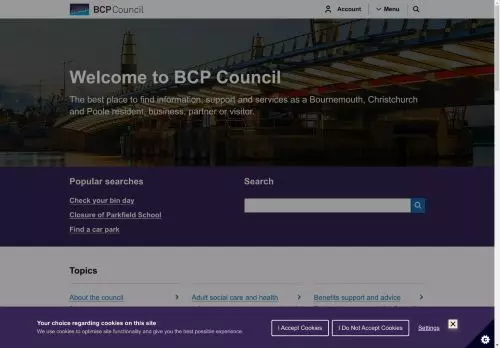 BCP Council
Account
Menu
Welcome to BCP Council
The best place to find information, support and services as a Bournemouth, Christchurch
and Poole resident, business, partner or visitor.
Popular searches
Check your bin day
Closure of Parkfield School
Find a car park
Search
Topics
About the council
Adult social care and health
Benefits support and advice
Your choice regarding cookies on this site
We use cookies to optimise site functionality and give you the best possible experience.
I Accept Cookies
I Do Not Accept Cookies
Settings
X